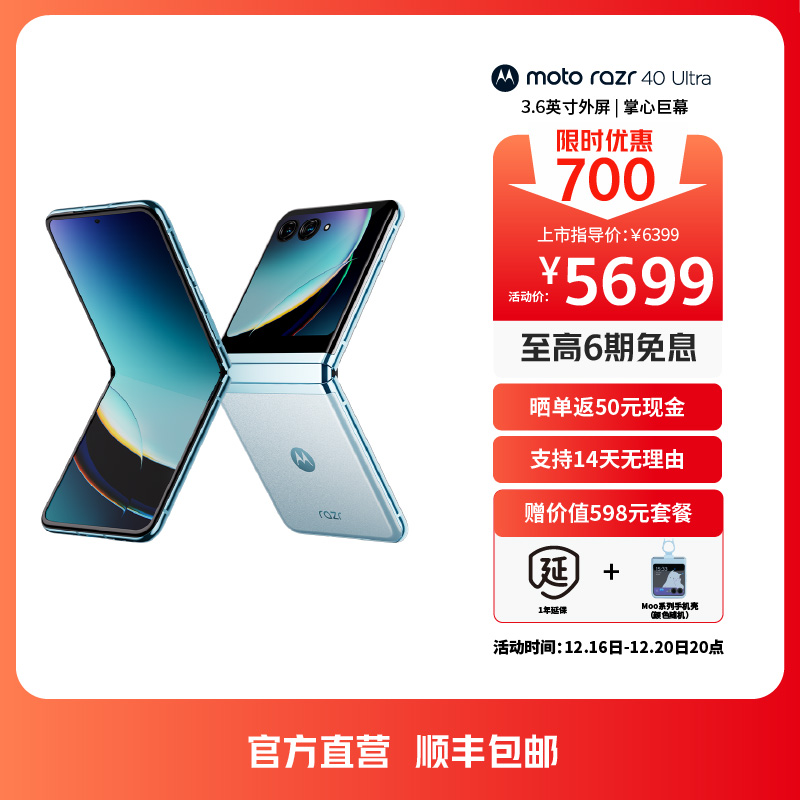 moto razr 40 Ultra
3.6英寸外屏 | 掌心巨幕
限时优惠
700
上市指导价：¥6399
活动价：¥5699
至高6期免息
晒单返50元现金
支持14天无理由
赠价值598元套餐
延
+
1年延保
Moo系列手机壳
（颜色随机）
活动时间：12.16日-12.20日20点
razr
官方直营 顺丰包邮